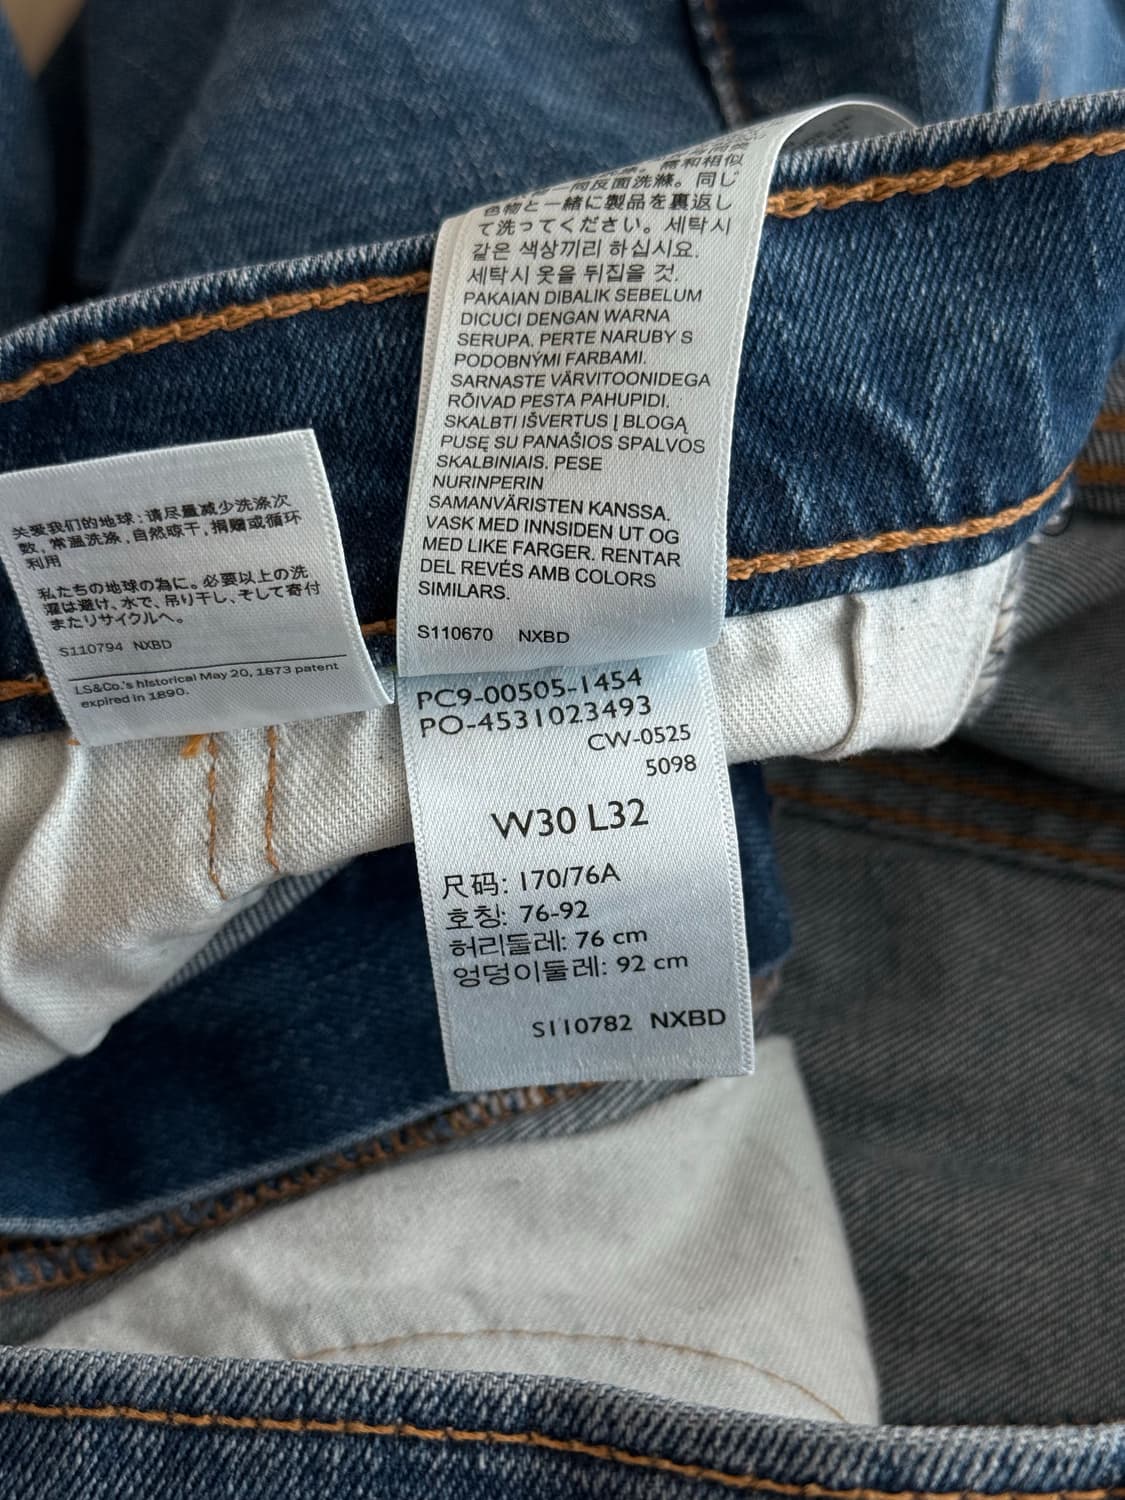 關愛我們的地球:请尽量减少洗涤次
数,常温洗涤,自然晾干,捐赠或循环
利用
私たちの地球の為に。必要以上の洗
濯は避け、水で、吊り干し、そして寄付
またリサイクルへ。
S110794 NXBD
LS&Co.'s historical May 20, 1873 patent
expired in 1890.
和相似
同反面洗滌。同じ
色物と一緒に製品を裏返し
て洗ってください。세탁시
같은 색상끼리 하십시요.
세탁시 옷을 뒤집을 것.
PAKAIAN DIBALIK SEBELUM
DICUCI DENGAN WARNA
SERUPA. PERTE NARUBY S
PODOBNÝMI FARBAMI.
SARNASTE VÄRVITOONIDEGA
RÕIVAD PESTA PAHUPIDI.
SKALBTI IŠVERTUS Į BLOGĄ
PUSĘ SU PANAŠIOS SPALVOS
SKALBINIAIS. PESE
NURINPERIN
SAMANVÄRISTEN KANSSA.
VASK MED INNSIDEN UT OG
MED LIKE FARGER. RENTAR
DEL REVÉS AMB COLORS
SIMILARS.
S110670 NXBD
PC9-00505-1454
PO-4531023493
CW-0525
5098
W30 L32
尺码: 170/76A
호칭: 76-92
허리둘레: 76 cm
엉덩이둘레: 92 cm
S110782 NXBD